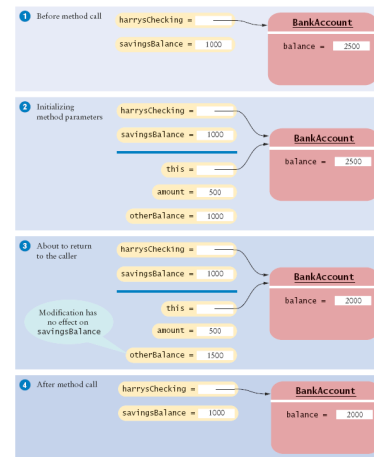 1 Before method call
harrysChecking =
savingsBalance = 1000
BankAccount
balance = 2500
2 Initializing
method parameters
harrysChecking =
savingsBalance = 1000
this =
amount = 500
otherBalance = 1000
BankAccount
balance = 2500
3 About to return
to the caller
harrysChecking =
savingsBalance = 1000
this =
amount = 500
otherBalance = 1500
Modification has
no effect on
savingsBalance
BankAccount
balance = 2000
4 After method call
harrysChecking =
savingsBalance = 1000
BankAccount
balance = 2000